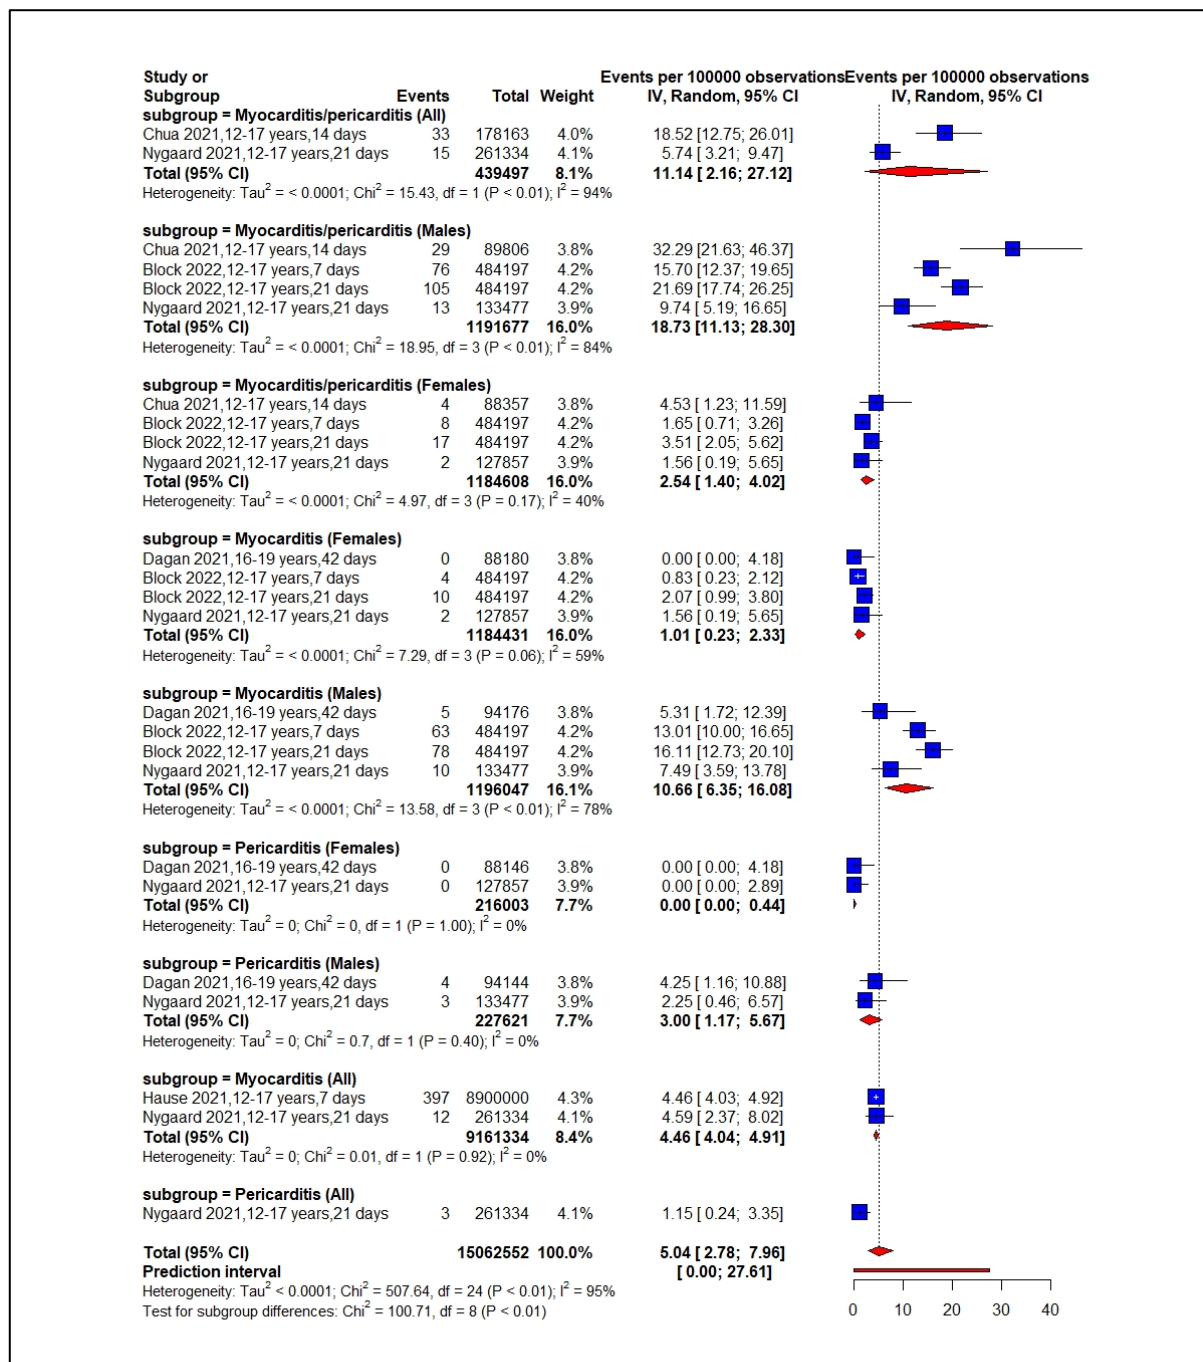 Study or Events per 100000 observations Events per 100000 observations
Subgroup Events Total Weight IV, Random, 95% CI IV, Random, 95% CI
subgroup = Myocarditis/pericarditis (All)
Chua 2021,12-17 years,14 days 33 178163 4.0% 18.52 [12.75; 26.01]
Nygaard 2021,12-17 years,21 days 15 261334 4.1% 5.74 [ 3.21; 9.47]
Total (95% CI) 439497 8.1% 11.14 [ 2.16; 27.12]
Heterogeneity: Tau² = < 0.0001; Chi² = 15.43, df = 1 (P < 0.01); I² = 94%
subgroup = Myocarditis/pericarditis (Males)
Chua 2021,12-17 years,14 days 29 89806 3.8% 32.29 [21.63; 46.37]
Block 2022,12-17 years,7 days 76 484197 4.2% 15.70 [12.37; 19.65]
Block 2022,12-17 years,21 days 105 484197 4.2% 21.69 [17.74; 26.25]
Nygaard 2021,12-17 years,21 days 13 133477 3.9% 9.74 [ 5.19; 16.65]
Total (95% CI) 1191677 16.0% 18.73 [11.13; 28.30]
Heterogeneity: Tau² = < 0.0001; Chi² = 18.95, df = 3 (P < 0.01); I² = 84%
subgroup = Myocarditis/pericarditis (Females)
Chua 2021,12-17 years,14 days 4 88357 3.8% 4.53 [ 1.23; 11.59]
Block 2022,12-17 years,7 days 8 484197 4.2% 1.65 [ 0.71; 3.26]
Block 2022,12-17 years,21 days 17 484197 4.2% 3.51 [ 2.05; 5.62]
Nygaard 2021,12-17 years,21 days 2 127857 3.9% 1.56 [ 0.19; 5.65]
Total (95% CI) 1184608 16.0% 2.54 [ 1.40; 4.02]
Heterogeneity: Tau² = < 0.0001; Chi² = 4.97, df = 3 (P = 0.17); I² = 40%
subgroup = Myocarditis (Females)
Dagan 2021,16-19 years,42 days 0 88180 3.8% 0.00 [ 0.00; 4.18]
Block 2022,12-17 years,7 days 4 484197 4.2% 0.83 [ 0.23; 2.12]
Block 2022,12-17 years,21 days 10 484197 4.2% 2.07 [ 0.99; 3.80]
Nygaard 2021,12-17 years,21 days 2 127857 3.9% 1.56 [ 0.19; 5.65]
Total (95% CI) 1184431 16.0% 1.01 [ 0.23; 2.33]
Heterogeneity: Tau² = < 0.0001; Chi² = 7.29, df = 3 (P = 0.06); I² = 59%
subgroup = Myocarditis (Males)
Dagan 2021,16-19 years,42 days 5 94176 3.8% 5.31 [ 1.72; 12.39]
Block 2022,12-17 years,7 days 63 484197 4.2% 13.01 [10.00; 16.65]
Block 2022,12-17 years,21 days 78 484197 4.2% 16.11 [12.73; 20.10]
Nygaard 2021,12-17 years,21 days 10 133477 3.9% 7.49 [ 3.59; 13.78]
Total (95% CI) 1196047 16.1% 10.66 [ 6.35; 16.08]
Heterogeneity: Tau² = < 0.0001; Chi² = 13.58, df = 3 (P < 0.01); I² = 78%
subgroup = Pericarditis (Females)
Dagan 2021,16-19 years,42 days 0 88146 3.8% 0.00 [ 0.00; 4.18]
Nygaard 2021,12-17 years,21 days 0 127857 3.9% 0.00 [ 0.00; 2.89]
Total (95% CI) 216003 7.7% 0.00 [ 0.00; 0.44]
Heterogeneity: Tau² = 0; Chi² = 0, df = 1 (P = 1.00); I² = 0%
subgroup = Pericarditis (Males)
Dagan 2021,16-19 years,42 days 4 94144 3.8% 4.25 [ 1.16; 10.88]
Nygaard 2021,12-17 years,21 days 3 133477 3.9% 2.25 [ 0.46; 6.57]
Total (95% CI) 227621 7.7% 3.00 [ 1.17; 5.67]
Heterogeneity: Tau² = 0; Chi² = 0.7, df = 1 (P = 0.40); I² = 0%
subgroup = Myocarditis (All)
Hause 2021,12-17 years,7 days 397 8900000 4.3% 4.46 [ 4.03; 4.92]
Nygaard 2021,12-17 years,21 days 12 261334 4.1% 4.59 [ 2.37; 8.02]
Total (95% CI) 9161334 8.4% 4.46 [ 4.04; 4.91]
Heterogeneity: Tau² = 0; Chi² = 0.01, df = 1 (P = 0.92); I² = 0%
subgroup = Pericarditis (All)
Nygaard 2021,12-17 years,21 days 3 261334 4.1% 1.15 [ 0.24; 3.35]
Total (95% CI) 15062552 100.0% 5.04 [ 2.78; 7.96]
Prediction interval [ 0.00; 27.61]
Heterogeneity: Tau² < 0.0001; Chi² = 507.64, df = 24 (P < 0.01); I² = 95%
Test for subgroup differences: Chi² = 100.71, df = 8 (P < 0.01)
0 10 20 30 40